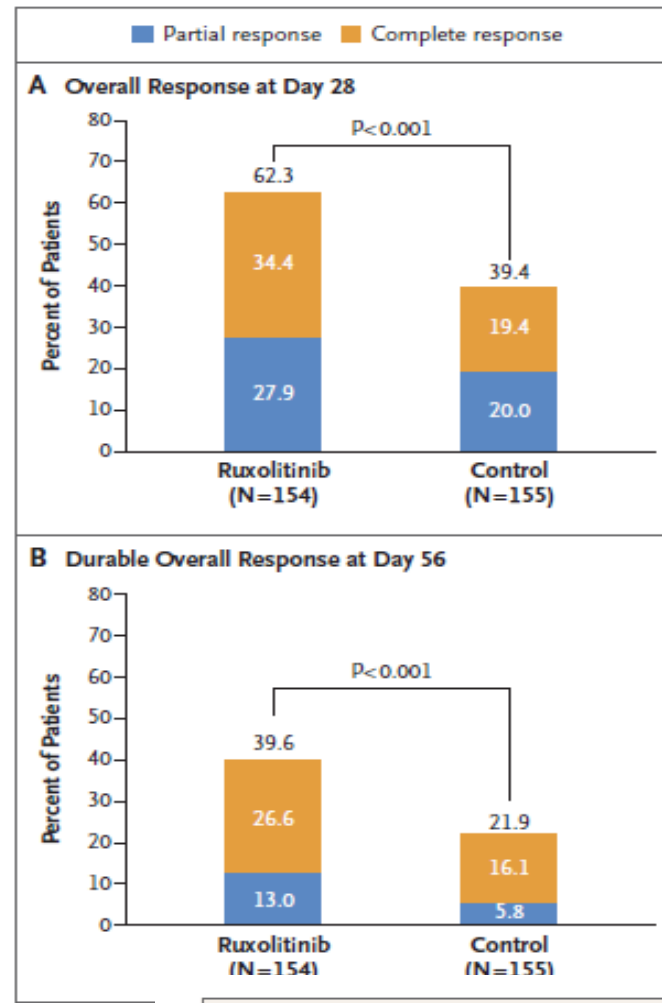 Partial response Complete response
A Overall Response at Day 28
80
70
60
50
40
30
20
10
0
Percent of Patients
P<0.001
62.3
34.4
27.9
39.4
19.4
20.0
Ruxolitinib
(N=154)
Control
(N=155)
B Durable Overall Response at Day 56
80
70
60
50
40
30
20
10
0
Percent of Patients
P<0.001
39.6
26.6
13.0
21.9
16.1
5.8
Ruxolitinib
(N=154)
Control
(N=155)